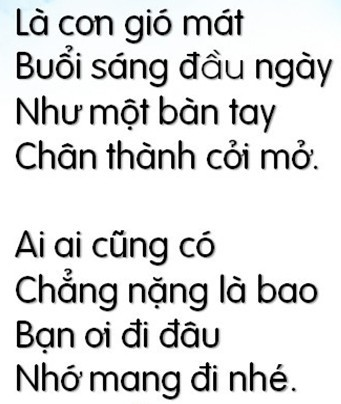 Là cơn gió mát
Buổi sáng đầu ngày
Như một bàn tay
Chân thành cởi mở.
Ai ai cũng có
Chẳng nặng là bao
Bạn ơi đi đâu
Nhớ mang đi nhé.